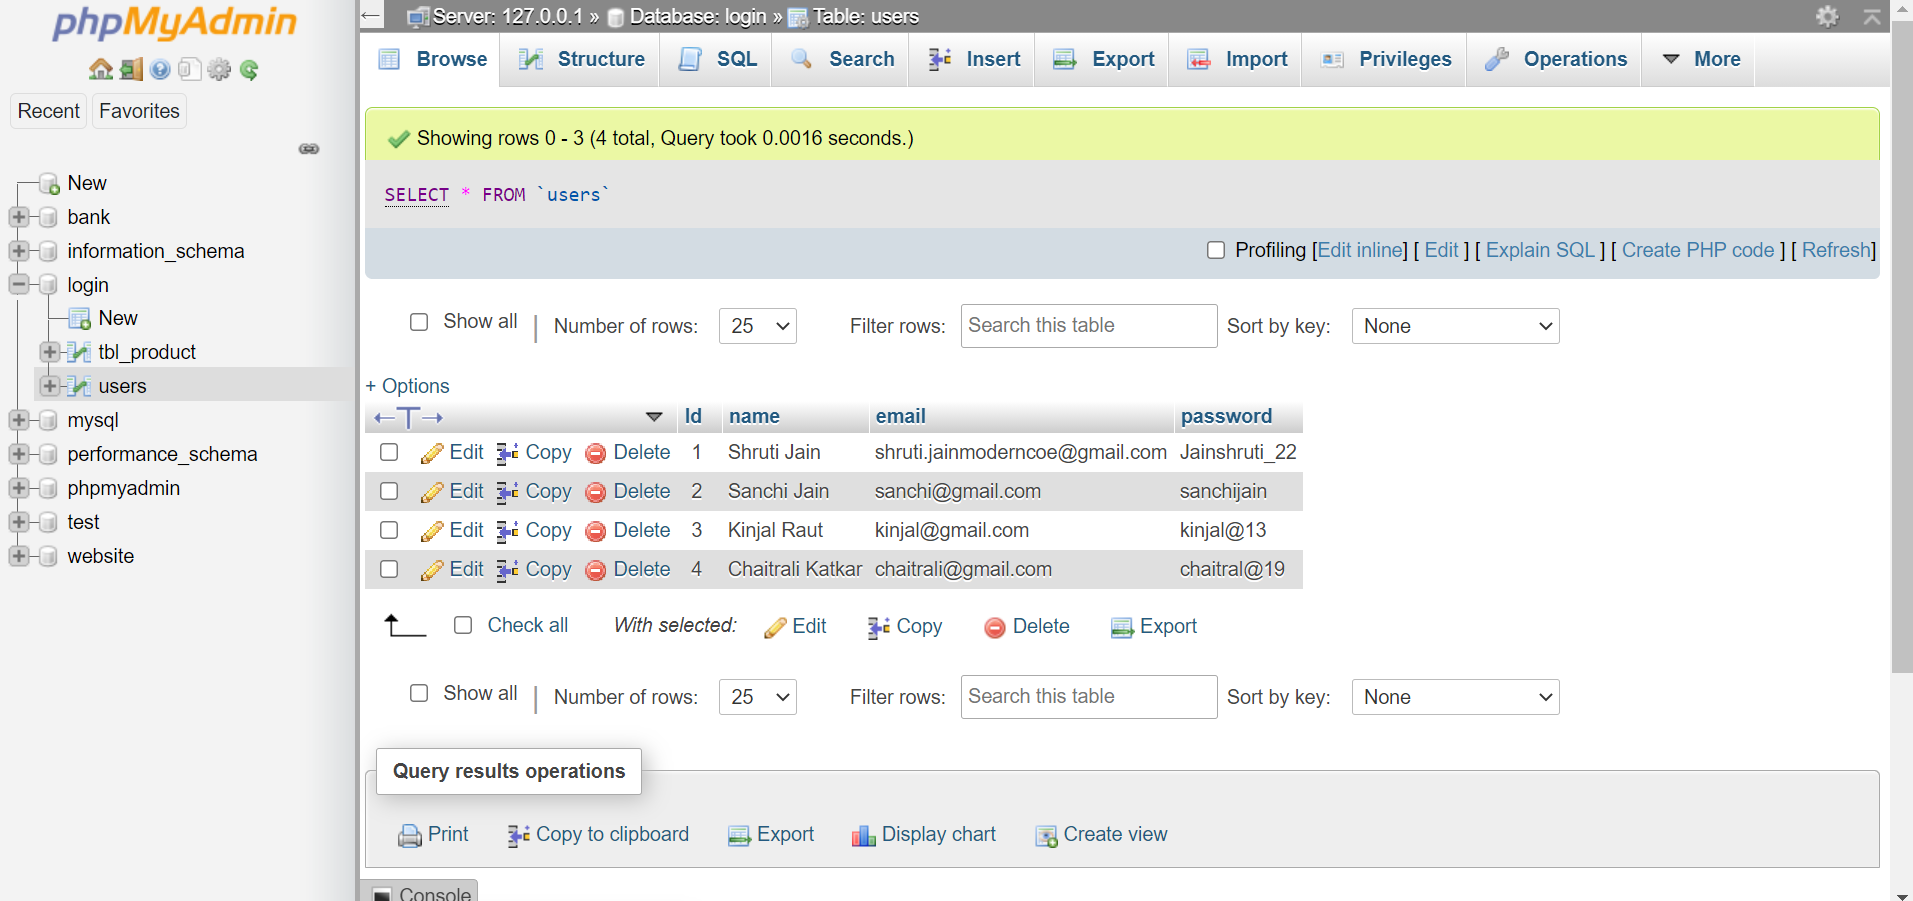 phpMyAdmin
Recent Favorites
New
bank
information_schema
login
New
tbl_product
users
mysql
performance_schema
phpmyadmin
test
website
Server: 127.0.0.1 » Database: login » Table: users
Browse Structure SQL Search Insert Export Import Privileges Operations More
Showing rows 0 - 3 (4 total, Query took 0.0016 seconds.)
SELECT * FROM `users`
Profiling [Edit inline] [ Edit ] [ Explain SQL ] [ Create PHP code ] [ Refresh]
Show all | Number of rows: 25 Filter rows: Search this table Sort by key: None
+ Options
←T→ Id name email password
Edit Copy Delete 1 Shruti Jain shruti.jainmoderncoe@gmail.com Jainshruti_22
Edit Copy Delete 2 Sanchi Jain sanchi@gmail.com sanchijain
Edit Copy Delete 3 Kinjal Raut kinjal@gmail.com kinjal@13
Edit Copy Delete 4 Chaitrali Katkar chaitrali@gmail.com chaitral@19
Check all With selected: Edit Copy Delete Export
Show all | Number of rows: 25 Filter rows: Search this table Sort by key: None
Query results operations
Print Copy to clipboard Export Display chart Create view
Console